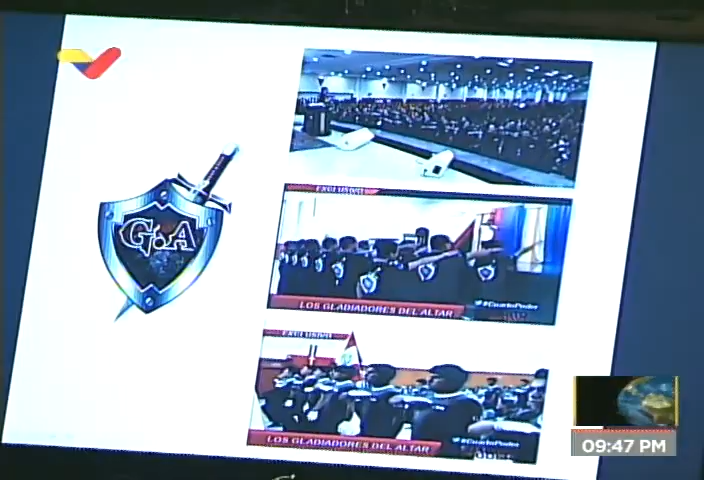 G.A
EXCLUSIVO
LOS GLADIADORES DEL ALTAR
#CuartoPoder
EXCLUSIVO
LOS GLADIADORES DEL ALTAR
#CuartoPoder
09:47 PM